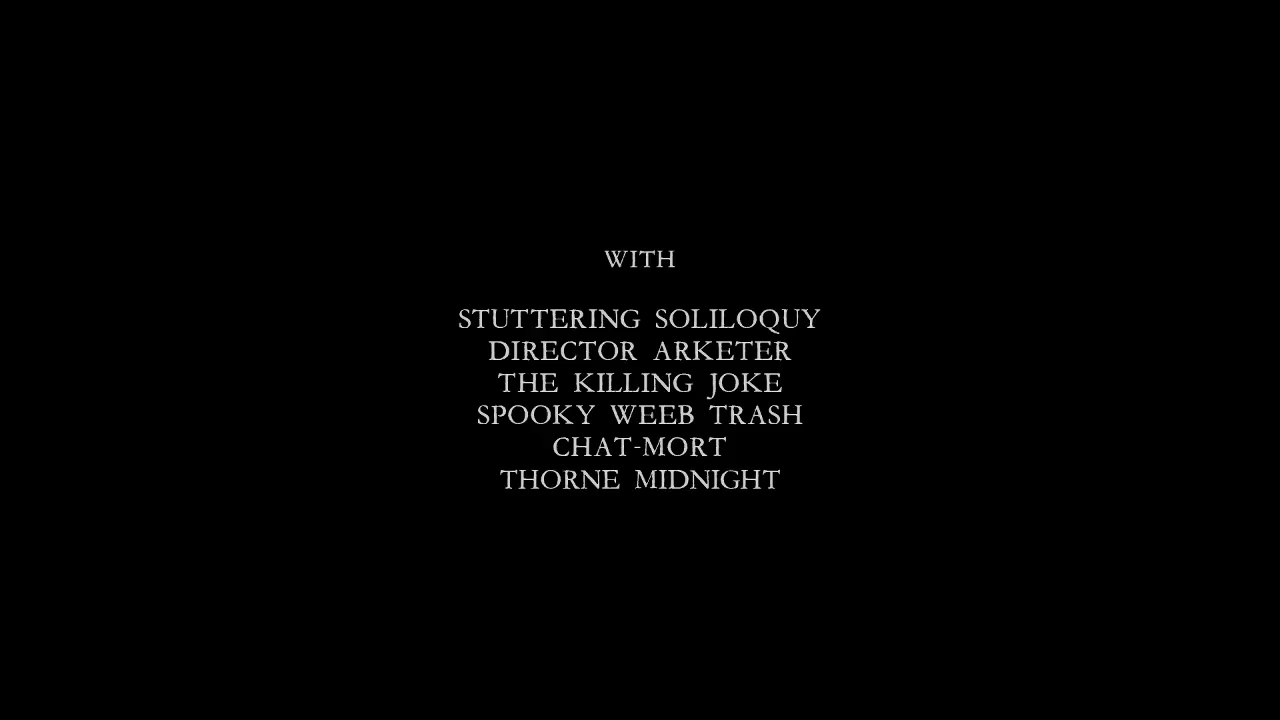 WITH
STUTTERING SOLILOQUY
DIRECTOR ARKETER
THE KILLING JOKE
SPOOKY WEEB TRASH
CHAT-MORT
THORNE MIDNIGHT